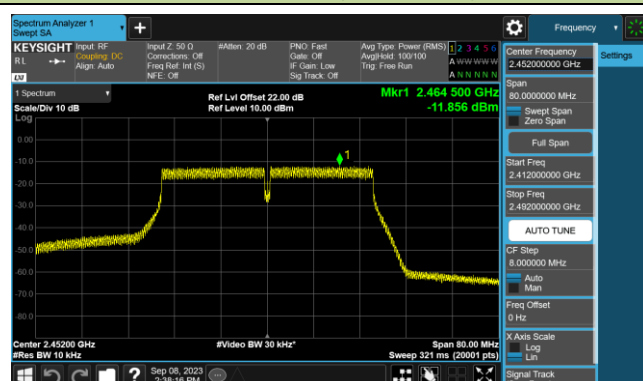 Spectrum Analyzer 1
Swept SA
Frequency
KEYSIGHT
RL
Input: RF
Coupling: DC
Align: Auto
Input Z: 50 Ω
Corrections: Off
Freq Ref: Int (S)
NFE: Off
#Atten: 20 dB
PNO: Fast
Gate: Off
IF Gain: Low
Sig Track: Off
Avg Type: Power (RMS)
Avg|Hold: 100/100
Trig: Free Run
1 2 3 4 5 6
A W W W W W
A N N N N N
LXI
Center Frequency
2.452000000 GHz
Settings
Span
80.0000000 MHz
Swept Span
Zero Span
Full Span
Start Freq
2.412000000 GHz
Stop Freq
2.492000000 GHz
AUTO TUNE
CF Step
8.000000 MHz
Auto
Man
Freq Offset
0 Hz
X Axis Scale
Log
Lin
Signal Track
1 Spectrum
Scale/Div 10 dB
Log
Ref Lvl Offset 22.00 dB
Ref Level 10.00 dBm
Mkr1 2.464 500 GHz
-11.856 dBm
0.00
-10.0
-20.0
-30.0
-40.0
-50.0
-60.0
-70.0
-80.0
1
Center 2.45200 GHz
#Res BW 10 kHz
#Video BW 30 kHz*
Span 80.00 MHz
Sweep 321 ms (20001 pts)
Sep 08, 2023
2:38:16 PM